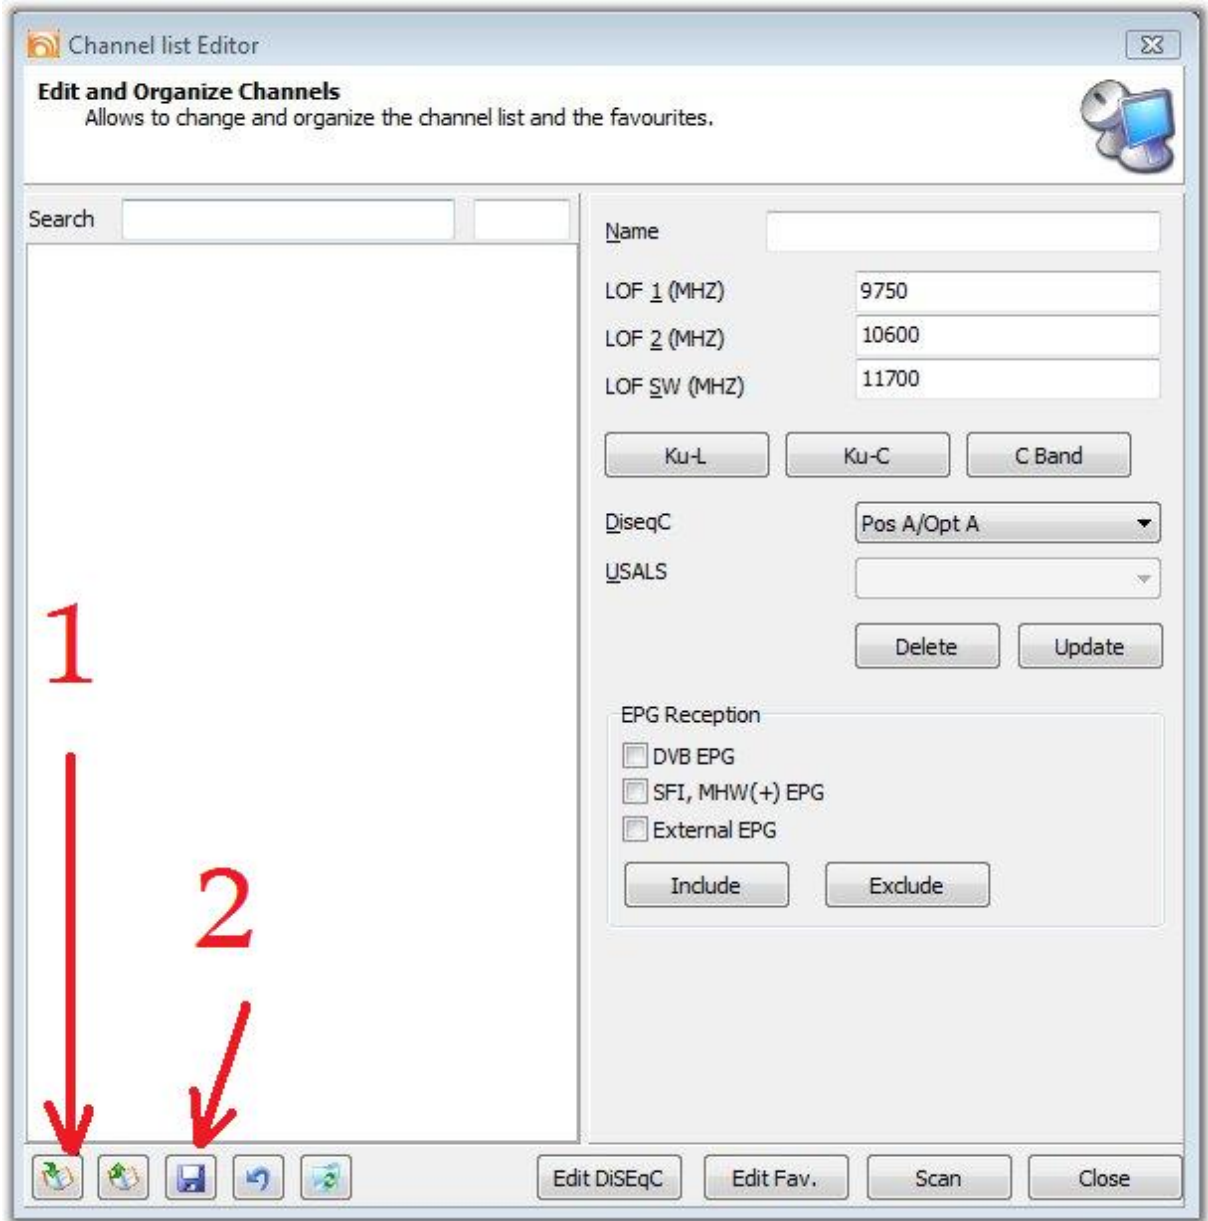 Channel list Editor
Edit and Organize Channels
Allows to change and organize the channel list and the favourites.
Search
Name
LOF 1 (MHZ) 9750
LOF 2 (MHZ) 10600
LOF SW (MHZ) 11700
Ku-L Ku-C C Band
DiseqC Pos A/Opt A
USALS
1
Delete Update
EPG Reception
DVB EPG
SFI, MHW(+) EPG
External EPG
2
Include Exclude
Edit DiSEqC Edit Fav. Scan Close